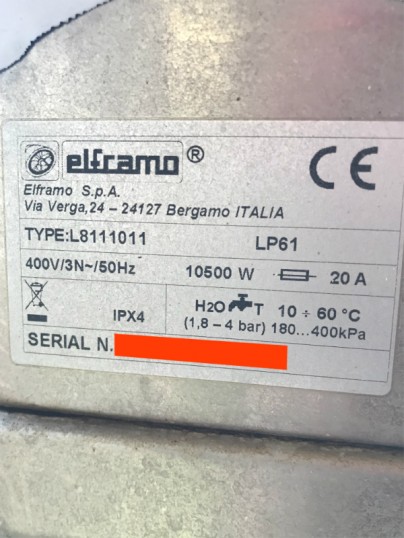 elframo®
CE
Elframo S.p.A.
Via Verga,24 – 24127 Bergamo ITALIA
TYPE:L8111011 LP61
400V/3N~/50Hz 10500 W 20 A
IPX4 H2O T 10 ÷ 60 °C
(1,8 – 4 bar) 180...400kPa
SERIAL N.